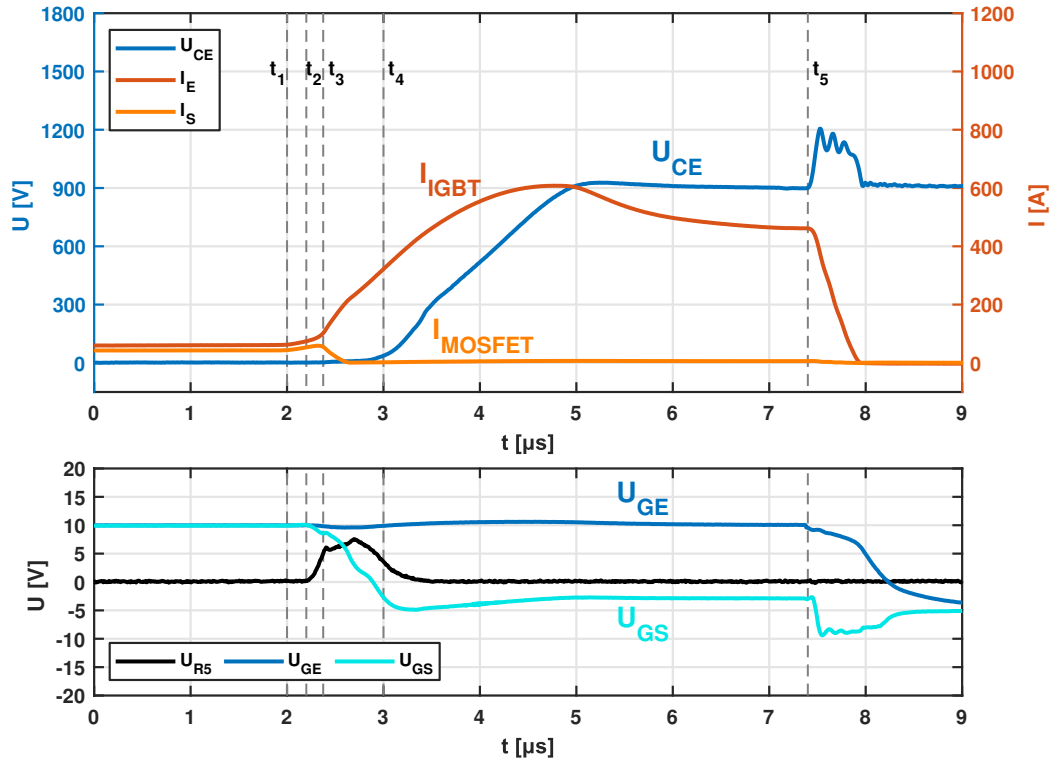 1800
1500
1200
900
600
300
0
U [V]
1200
1000
800
600
400
200
0
I [A]
U_CE
I_E
I_S
t_1
t_2
t_3
t_4
t_5
U_CE
I_IGBT
I_MOSFET
0 1 2 3 4 5 6 7 8 9
t [µs]
20
15
10
5
0
-5
-10
-15
-20
U [V]
U_GE
U_GS
U_R5 U_GE U_GS
0 1 2 3 4 5 6 7 8 9
t [µs]